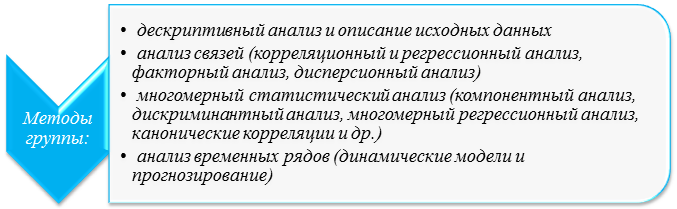 Методы
группы:
• дескриптивный анализ и описание исходных данных
• анализ связей (корреляционный и регрессионный анализ,
факторный анализ, дисперсионный анализ)
• многомерный статистический анализ (компонентный анализ,
дискриминантный анализ, многомерный регрессионный анализ,
канонические корреляции и др.)
• анализ временных рядов (динамические модели и
прогнозирование)